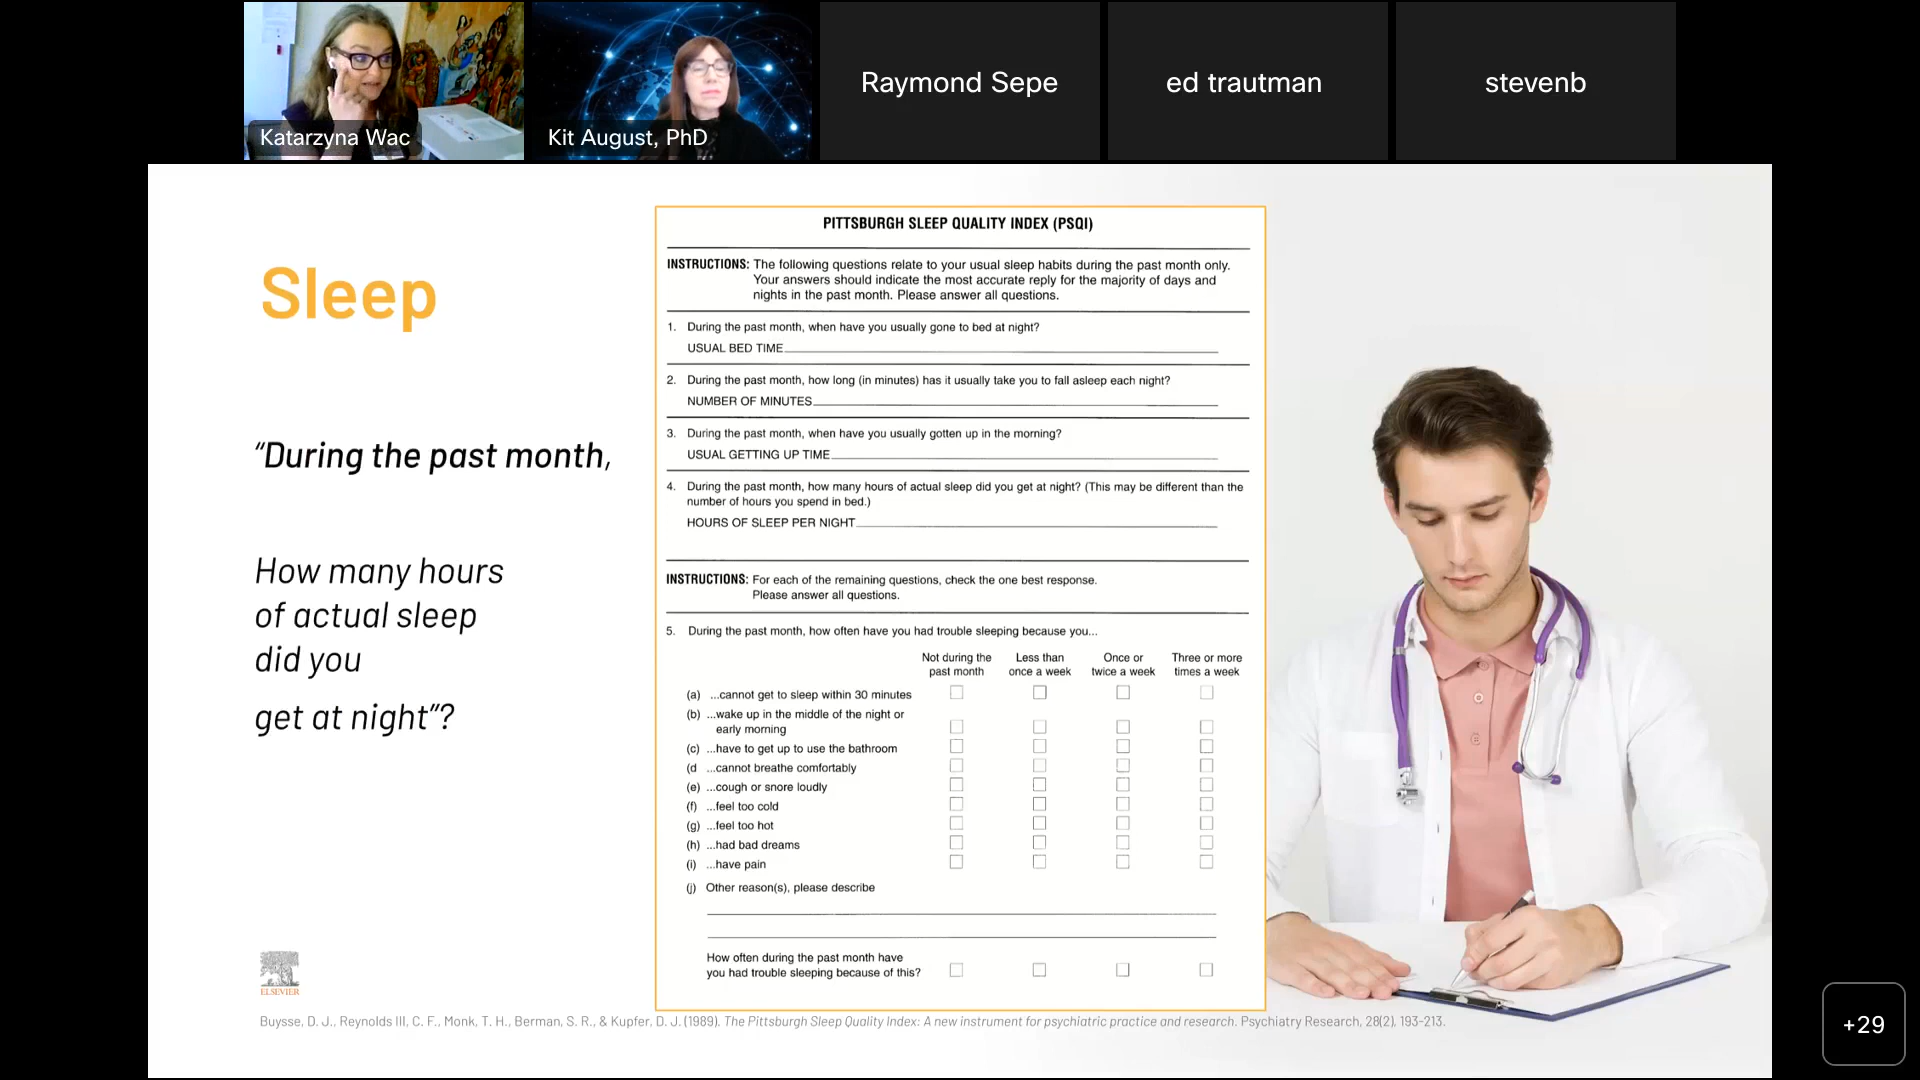 Katarzyna Wac
Kit August, PhD
Raymond Sepe
ed trautman
stevenb
Sleep
“During the past month,
How many hours
of actual sleep
did you
get at night”?
PITTSBURGH SLEEP QUALITY INDEX (PSQI)
INSTRUCTIONS: The following questions relate to your usual sleep habits during the past month only.
Your answers should indicate the most accurate reply for the majority of days and
nights in the past month. Please answer all questions.
1. During the past month, when have you usually gone to bed at night?
USUAL BED TIME
2. During the past month, how long (in minutes) has it usually take you to fall asleep each night?
NUMBER OF MINUTES
3. During the past month, when have you usually gotten up in the morning?
USUAL GETTING UP TIME
4. During the past month, how many hours of actual sleep did you get at night? (This may be different than the
number of hours you spend in bed.)
HOURS OF SLEEP PER NIGHT
INSTRUCTIONS: For each of the remaining questions, check the one best response.
Please answer all questions.
5. During the past month, how often have you had trouble sleeping because you...
Not during the past month
Less than once a week
Once or twice a week
Three or more times a week
(a) ...cannot get to sleep within 30 minutes
(b) ...wake up in the middle of the night or
early morning
(c) ...have to get up to use the bathroom
(d ...cannot breathe comfortably
(e) ...cough or snore loudly
(f) ...feel too cold
(g) ...feel too hot
(h) ...had bad dreams
(i) ...have pain
(j) Other reason(s), please describe
How often during the past month have
you had trouble sleeping because of this?
ELSEVIER
Buysse, D. J., Reynolds III, C. F., Monk, T. H., Berman, S. R., & Kupfer, D. J. (1989). The Pittsburgh Sleep Quality Index: A new instrument for psychiatric practice and research. Psychiatry Research, 28(2), 193-213.
+29